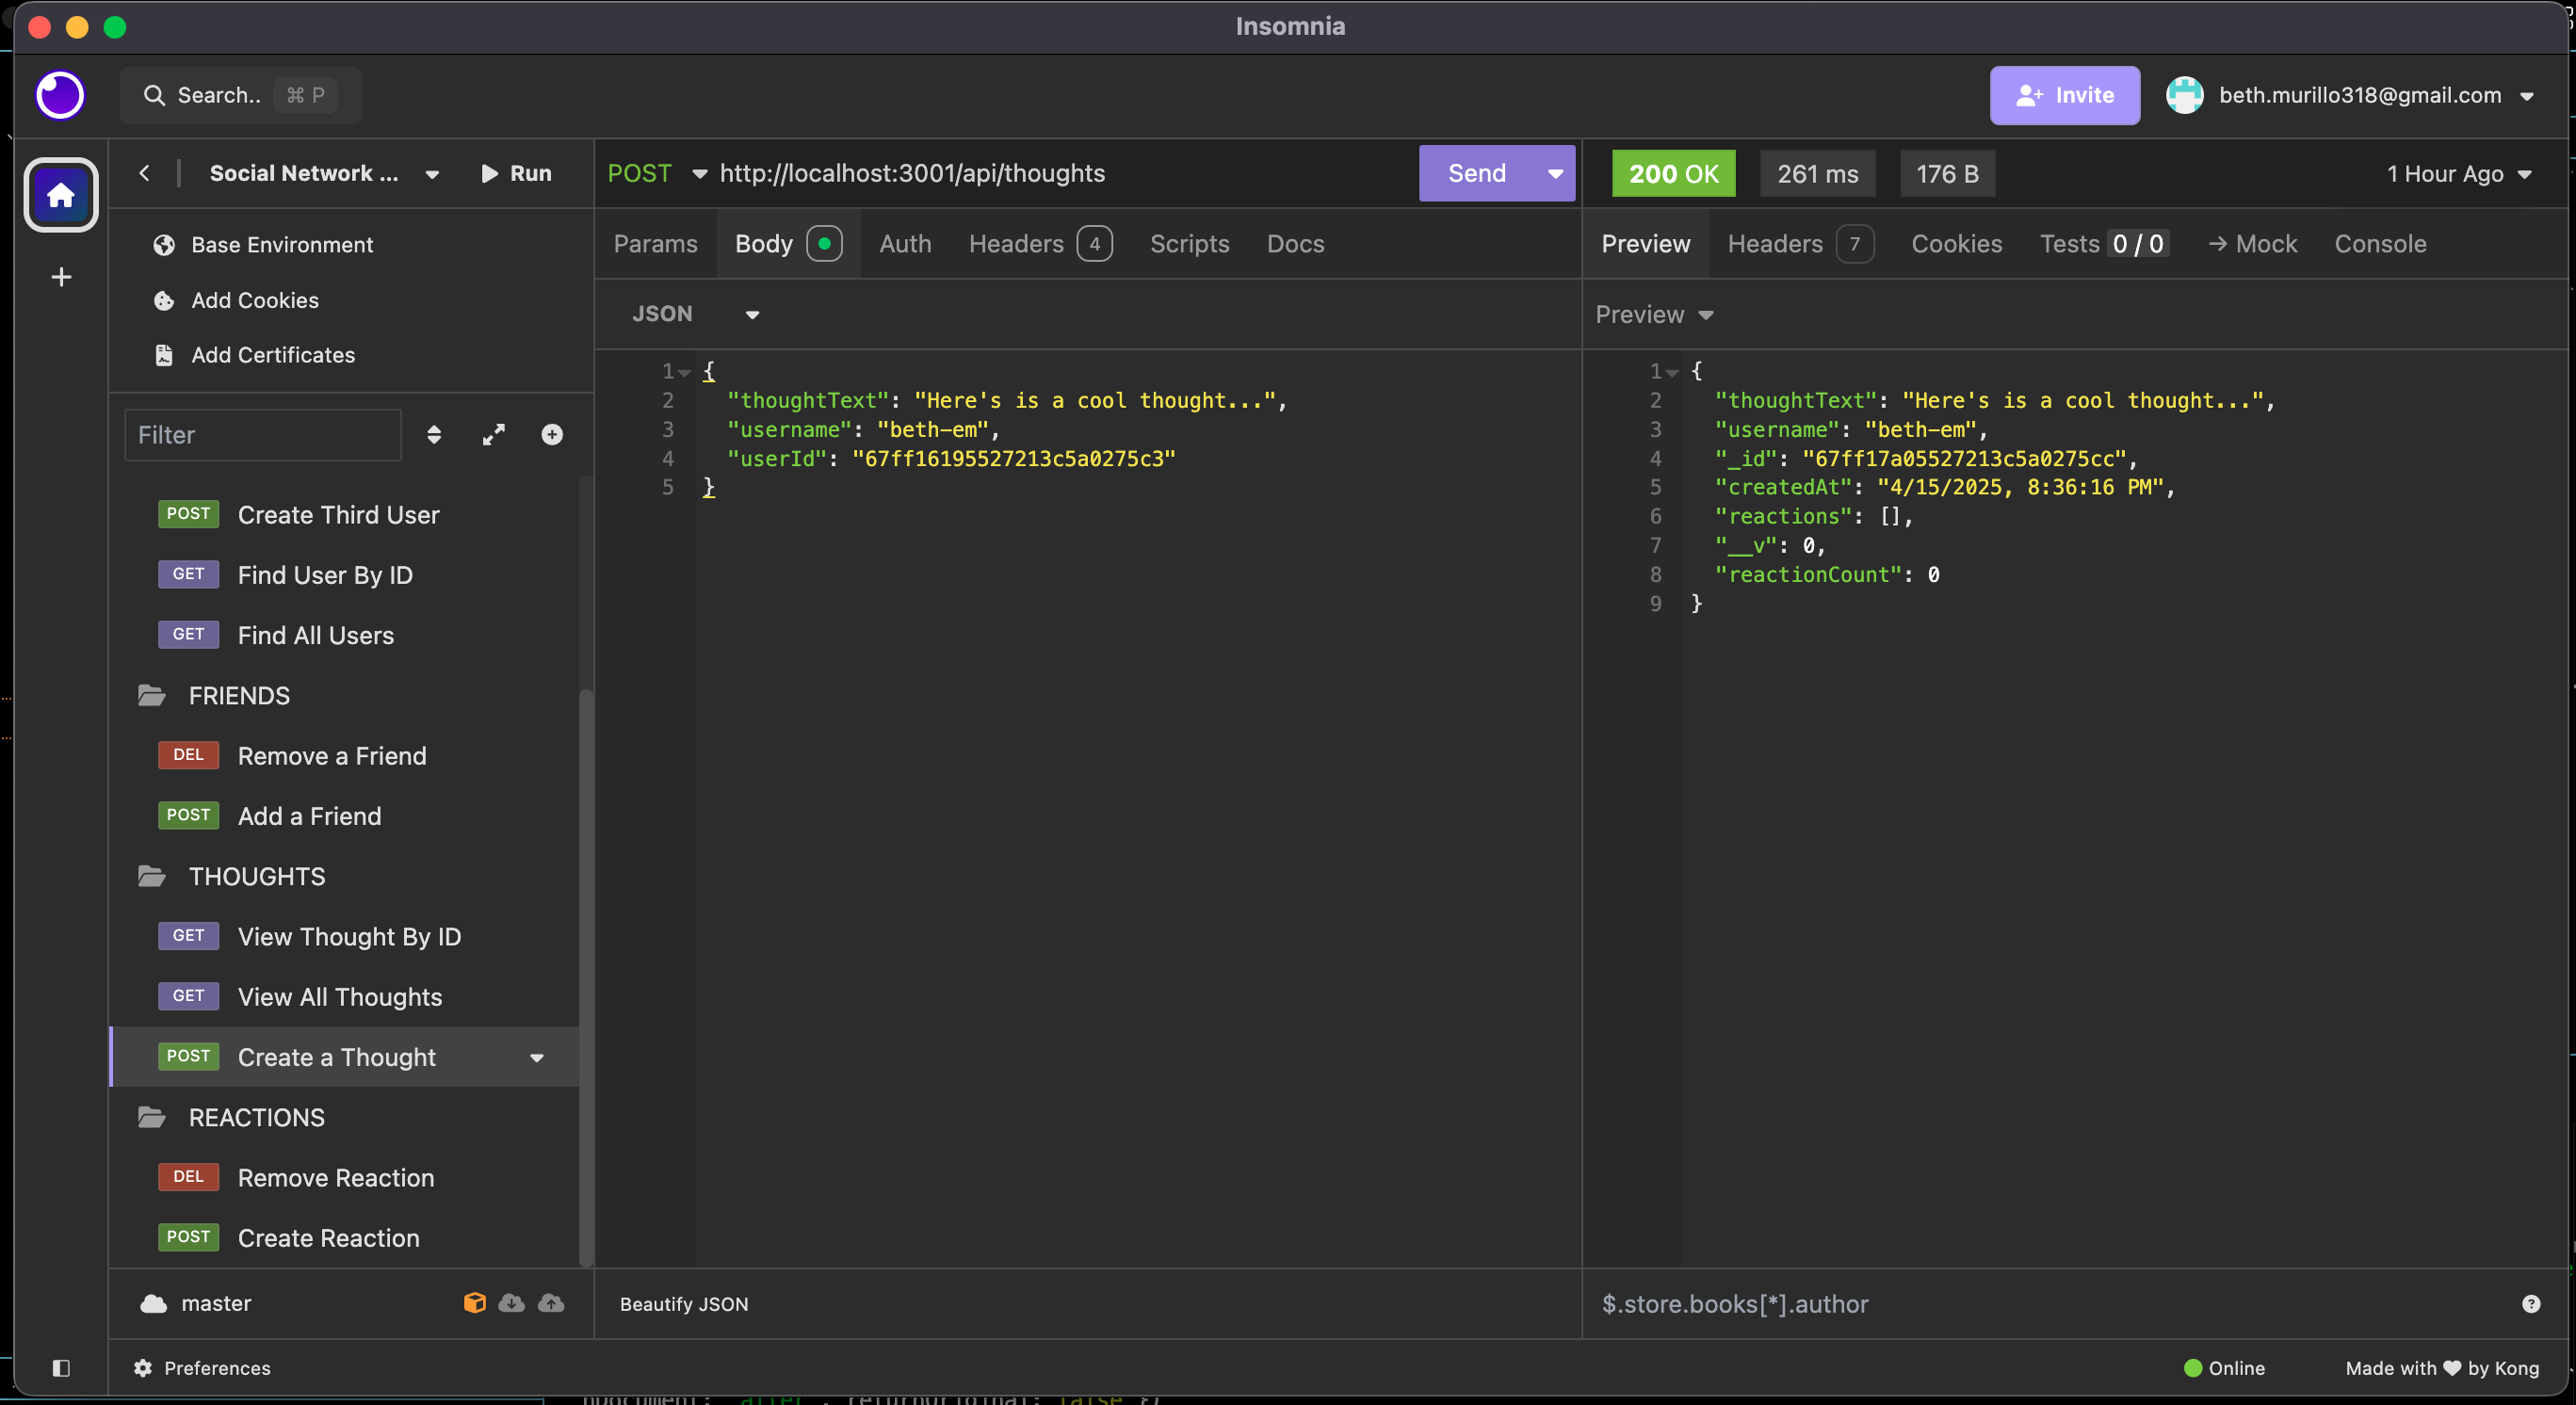 Insomnia
Search.. ⌘ P
Invite
beth.murillo318@gmail.com
Social Network ...
Run
POST
http://localhost:3001/api/thoughts
Send
200 OK
261 ms
176 B
1 Hour Ago
Base Environment
Add Cookies
Add Certificates
Filter
POST Create Third User
GET Find User By ID
GET Find All Users
FRIENDS
DEL Remove a Friend
POST Add a Friend
THOUGHTS
GET View Thought By ID
GET View All Thoughts
POST Create a Thought
REACTIONS
DEL Remove Reaction
POST Create Reaction
master
Params Body Auth Headers 4 Scripts Docs
JSON
1 {
2 "thoughtText": "Here's is a cool thought...",
3 "username": "beth-em",
4 "userId": "67ff16195527213c5a0275c3"
5 }
Beautify JSON
Preview Headers 7 Cookies Tests 0 / 0 → Mock Console
Preview
1 {
2 "thoughtText": "Here's is a cool thought...",
3 "username": "beth-em",
4 "_id": "67ff17a05527213c5a0275cc",
5 "createdAt": "4/15/2025, 8:36:16 PM",
6 "reactions": [],
7 "__v": 0,
8 "reactionCount": 0
9 }
$.store.books[*].author
Preferences
Online
Made with ♥ by Kong